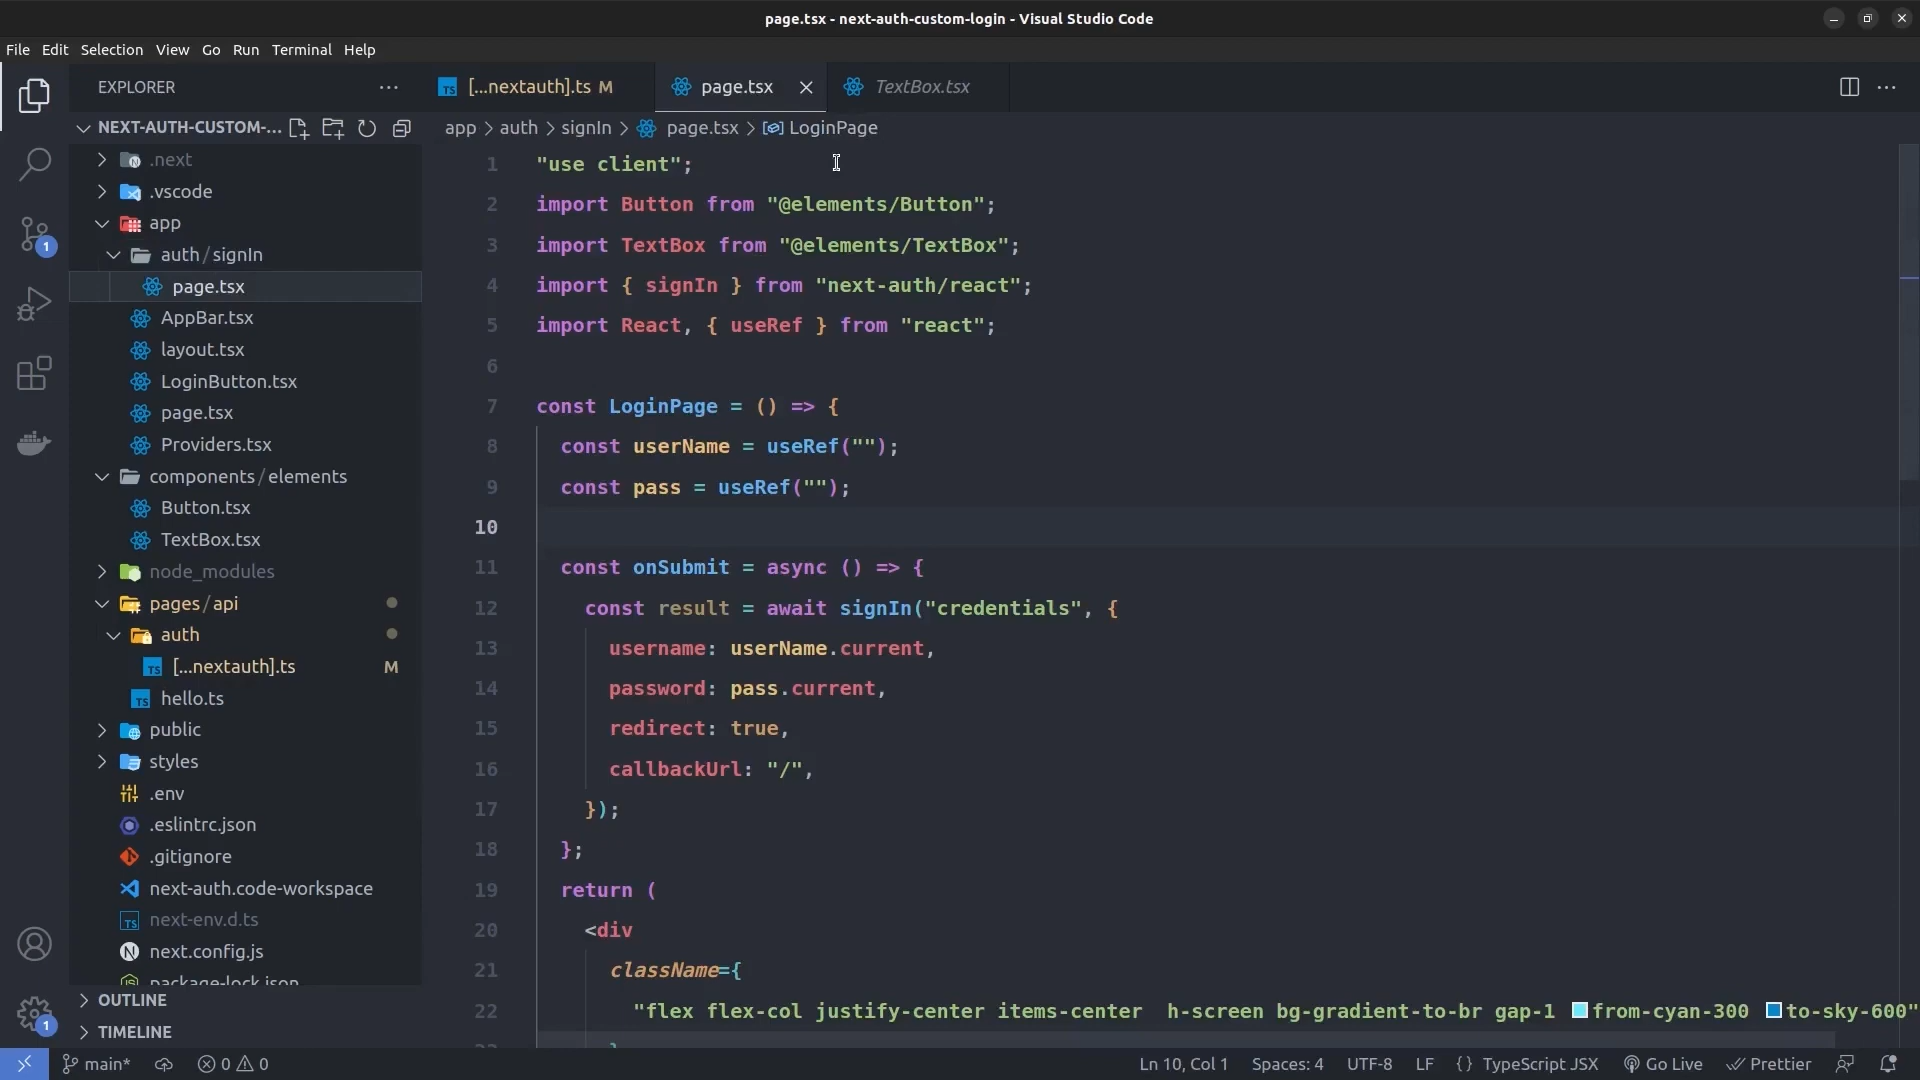 page.tsx - next-auth-custom-login - Visual Studio Code
File Edit Selection View Go Run Terminal Help
EXPLORER
[...nextauth].ts M
page.tsx
TextBox.tsx
NEXT-AUTH-CUSTOM-...
app > auth > signIn > page.tsx > LoginPage
.next
.vscode
app
auth/signIn
page.tsx
AppBar.tsx
layout.tsx
LoginButton.tsx
page.tsx
Providers.tsx
components/elements
Button.tsx
TextBox.tsx
node_modules
pages/api
auth
[...nextauth].ts M
hello.ts
public
styles
.env
.eslintrc.json
.gitignore
next-auth.code-workspace
next-env.d.ts
next.config.js
package-lock.json
OUTLINE
TIMELINE
1
1
1 "use client";
2 import Button from "@elements/Button";
3 import TextBox from "@elements/TextBox";
4 import { signIn } from "next-auth/react";
5 import React, { useRef } from "react";
6
7 const LoginPage = () => {
8 const userName = useRef("");
9 const pass = useRef("");
10
11 const onSubmit = async () => {
12 const result = await signIn("credentials", {
13 username: userName.current,
14 password: pass.current,
15 redirect: true,
16 callbackUrl: "/",
17 });
18 };
19 return (
20 <div
21 className={
22 "flex flex-col justify-center items-center  h-screen bg-gradient-to-br gap-1 from-cyan-300 to-sky-600"
23 }
main* 0 0 Ln 10, Col 1 Spaces: 4 UTF-8 LF {} TypeScript JSX Go Live Prettier